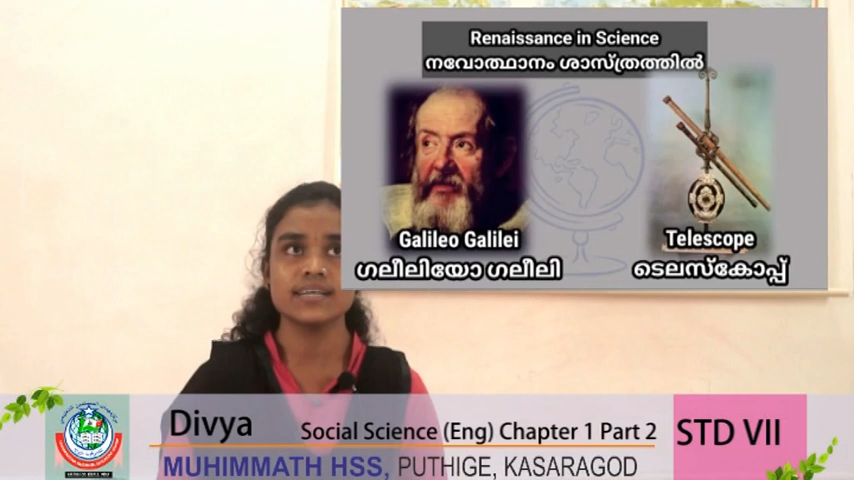 Renaissance in Science
നവോത്ഥാനം ശാസ്ത്രത്തിൽ
Galileo Galilei
ഗലീലിയോ ഗലീലി
Telescope
ടെലസ്കോപ്പ്
Divya
Social Science (Eng) Chapter 1 Part 2
STD VII
MUHIMMATH HSS, PUTHIGE, KASARAGOD